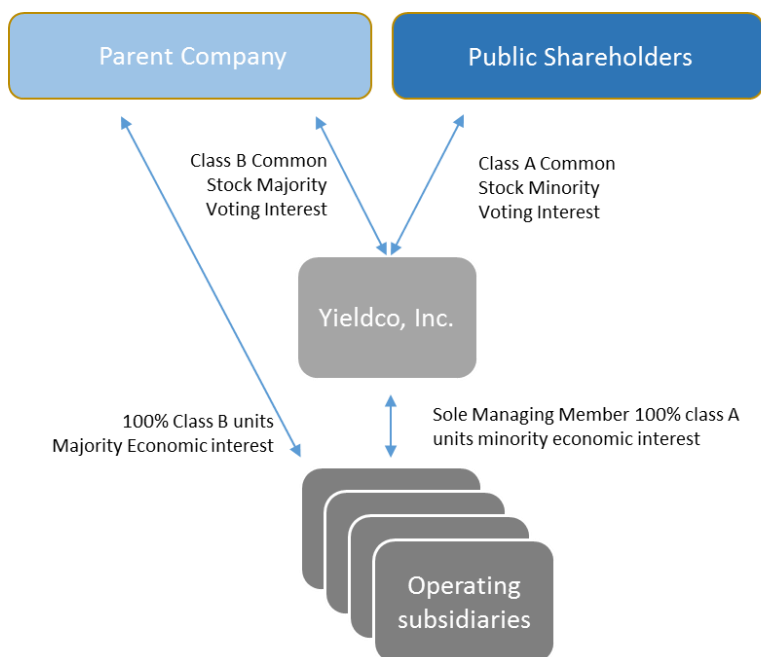 Parent Company
Public Shareholders
Class B Common
Stock Majority
Voting Interest
Class A Common
Stock Minority
Voting Interest
Yieldco, Inc.
100% Class B units
Majority Economic interest
Sole Managing Member 100% class A
units minority economic interest
Operating
subsidiaries